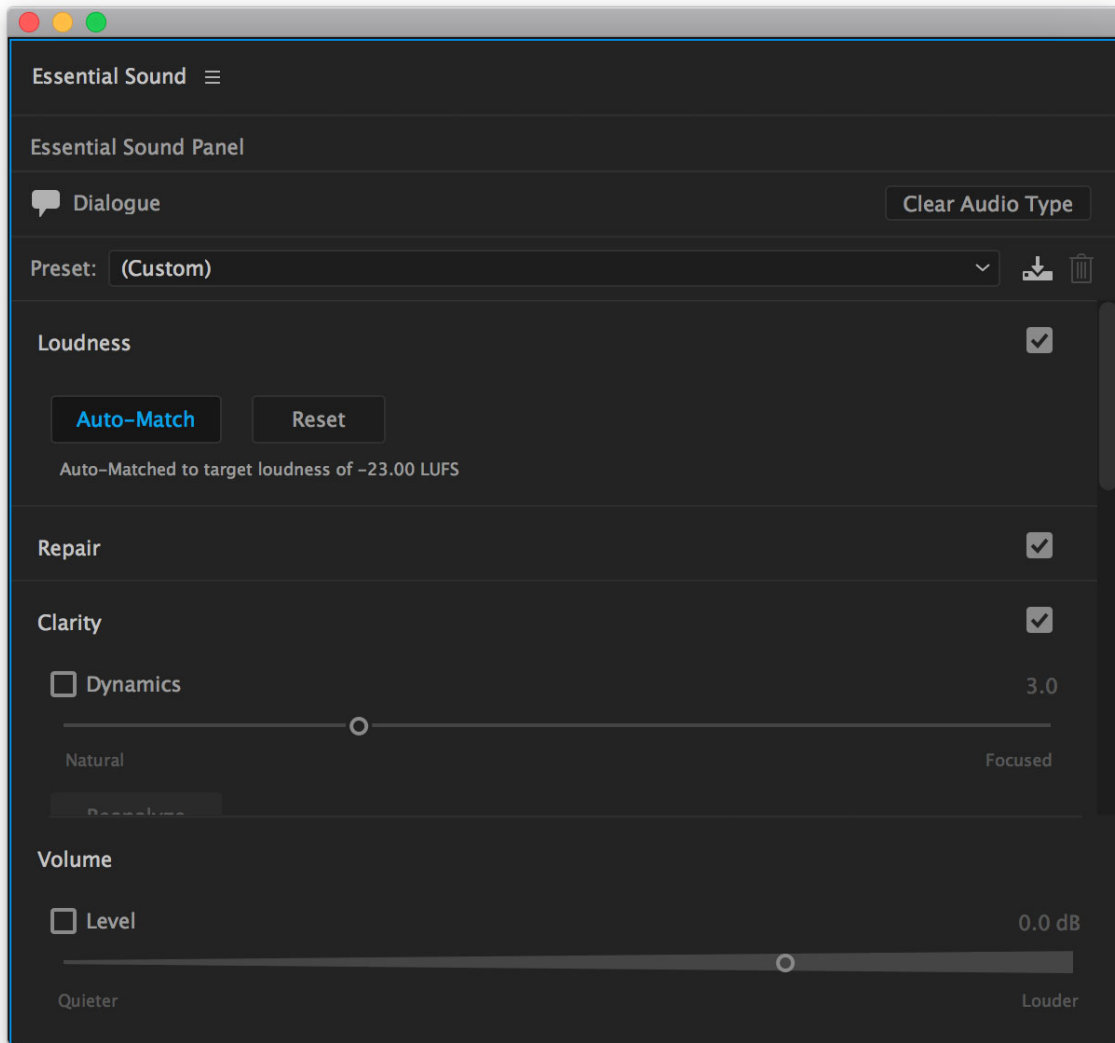 Essential Sound
Essential Sound Panel
Dialogue
Clear Audio Type
Preset: (Custom)
Loudness
Auto-Match Reset
Auto-Matched to target loudness of -23.00 LUFS
Repair
Clarity
Dynamics 3.0
Natural Focused
Volume
Level 0.0 dB
Quieter Louder